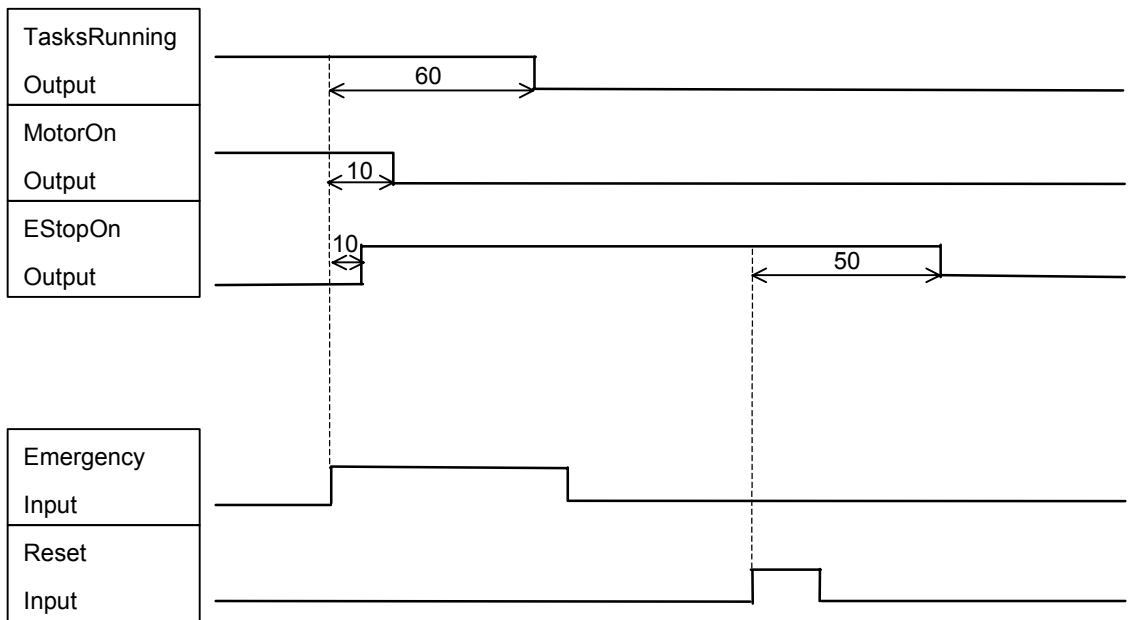 TasksRunning
Output
60
MotorOn
Output
10
EStopOn
Output
10
50
Emergency
Input
Reset
Input